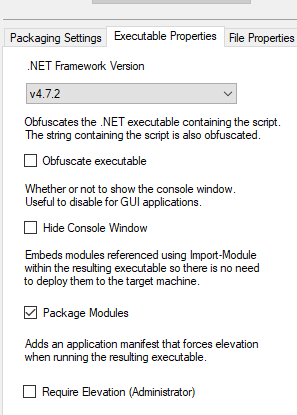 Packaging Settings Executable Properties File Properties
.NET Framework Version
v4.7.2
Obfuscates the .NET executable containing the script.
The string containing the script is also obfuscated.
Obfuscate executable
Whether or not to show the console window.
Useful to disable for GUI applications.
Hide Console Window
Embeds modules referenced using Import-Module
within the resulting executable so there is no need
to deploy them to the target machine.
Package Modules
Adds an application manifest that forces elevation
when running the resulting executable.
Require Elevation (Administrator)